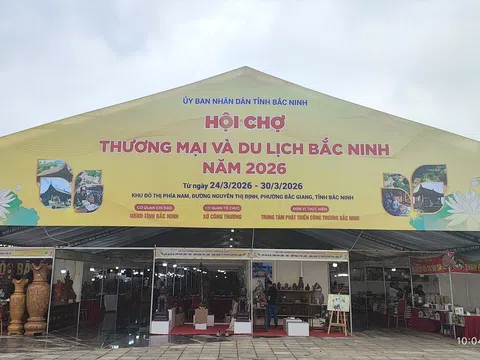 ỦY BAN NHÂN DÂN TỈNH BẮC NINH
HỘI CHỢ
THƯƠNG MẠI VÀ DU LỊCH BẮC NINH
NĂM 2026
Từ ngày 24/3/2026 - 30/3/2026
KHU ĐÔ THỊ PHÍA NAM, ĐƯỜNG NGUYỄN THỊ ĐỊNH, PHƯỜNG BẮC GIANG, TỈNH BẮC NINH
CƠ QUAN CHỈ ĐẠO
UBND TỈNH BẮC NINH
CƠ QUAN TỔ CHỨC
SỞ CÔNG THƯƠNG
ĐƠN VỊ THỰC HIỆN
TRUNG TÂM PHÁT TRIỂN CÔNG THƯƠNG BẮC NINH
10:04